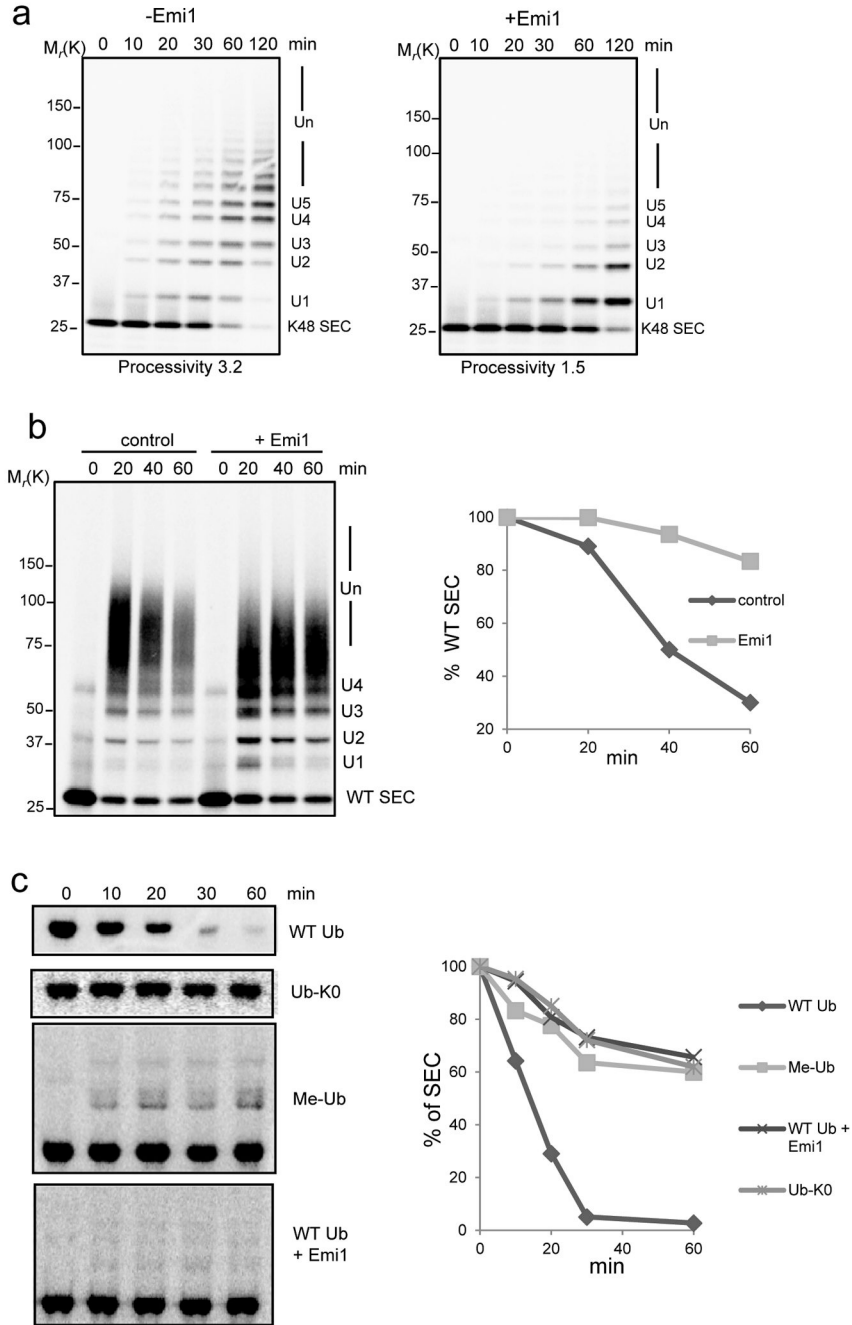 a
-Emi1
M_r(K) 0 10 20 30 60 120 min
150
100
75
50
37
25
Un
U5
U4
U3
U2
U1
K48 SEC
Processivity 3.2
+Emi1
M_r(K) 0 10 20 30 60 120 min
150
100
75
50
37
25
Un
U5
U4
U3
U2
U1
K48 SEC
Processivity 1.5
b
control + Emi1
M_r(K) 0 20 40 60 0 20 40 60 min
150
100
75
50
37
25
Un
U4
U3
U2
U1
WT SEC
100
80
60
40
20
% WT SEC
0 20 40 60
min
control
Emi1
c
0 10 20 30 60 min
WT Ub
Ub-K0
Me-Ub
WT Ub
+ Emi1
100
80
60
40
20
0
% of SEC
0 20 40 60
min
WT Ub
Me-Ub
WT Ub +
Emi1
Ub-K0